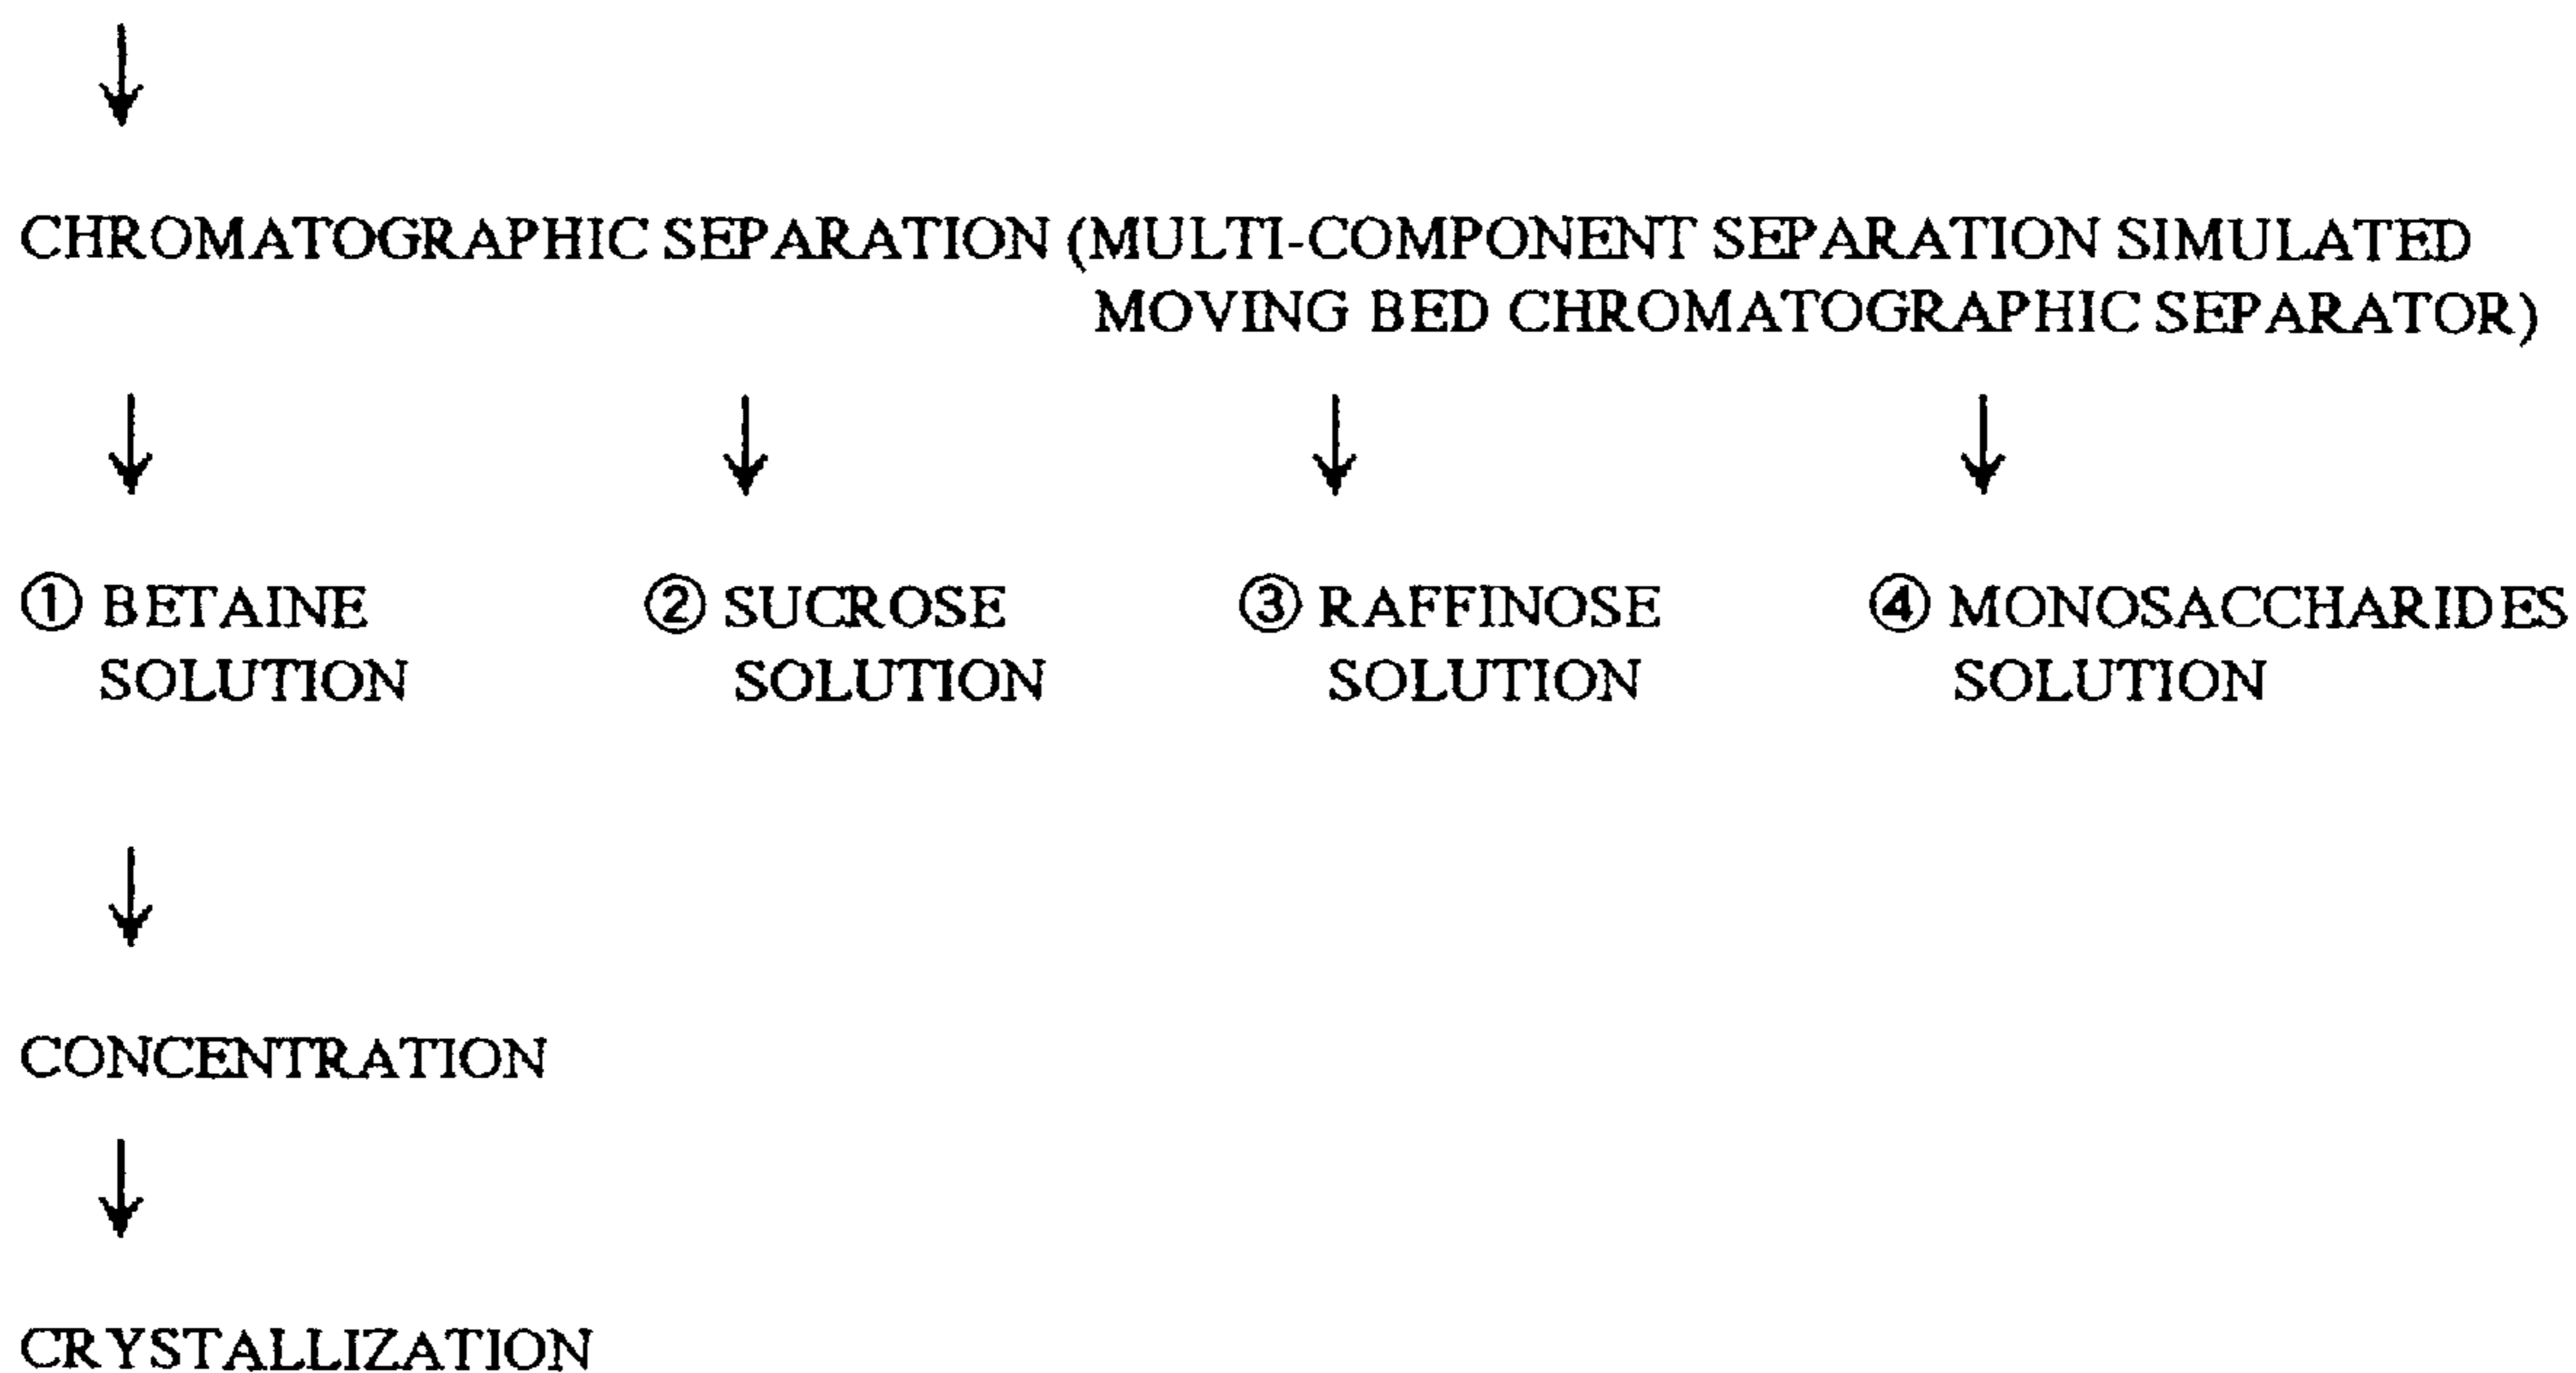 CHROMATOGRAPHIC SEPARATION (MULTI-COMPONENT SEPARATION SIMULATED
MOVING BED CHROMATOGRAPHIC SEPARATOR)
① BETAINE SOLUTION
② SUCROSE SOLUTION
③ RAFFINOSE SOLUTION
④ MONOSACCHARIDES SOLUTION
CONCENTRATION
CRYSTALLIZATION